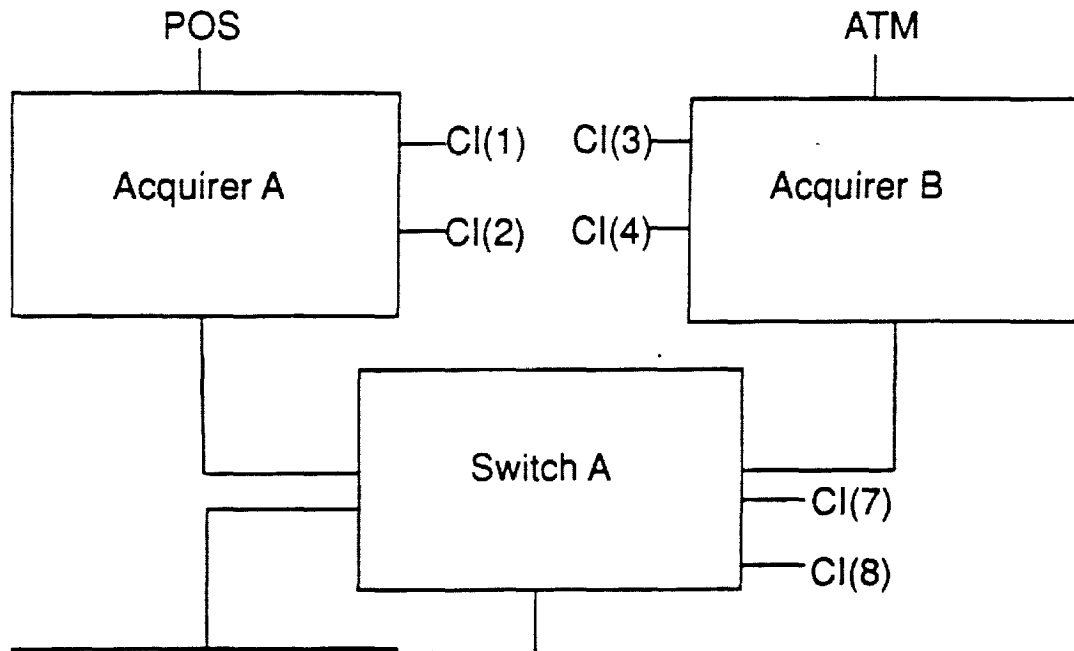 POS
ATM
CI(1)
CI(3)
Acquirer A
Acquirer B
CI(2)
CI(4)
Switch A
CI(7)
CI(8)